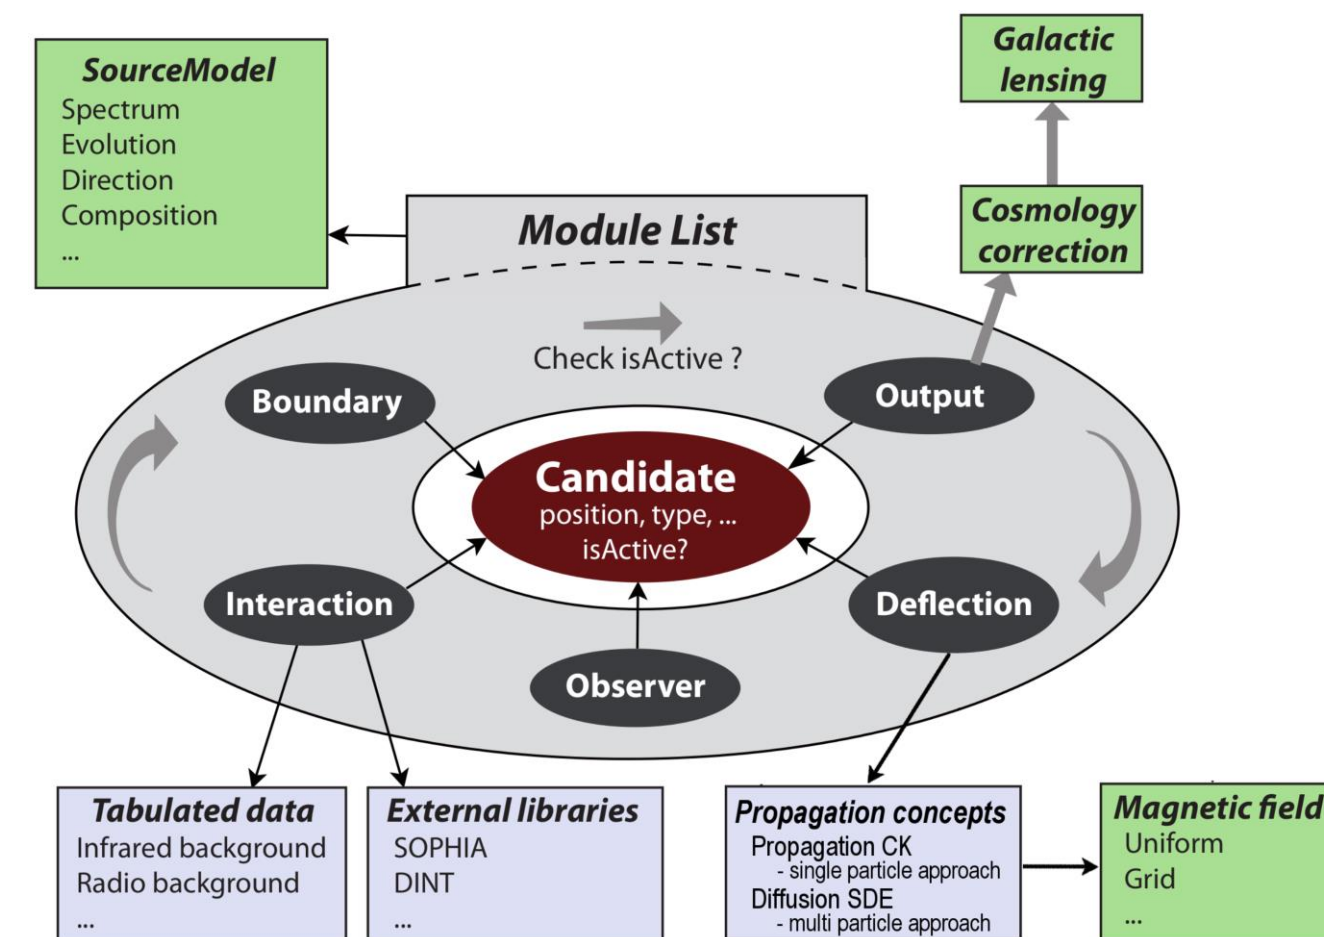 SourceModel
Spectrum
Evolution
Direction
Composition
...
Galactic
lensing
Cosmology
correction
Module List
Check isActive ?
Boundary
Output
Candidate
position, type, ...
isActive?
Interaction
Deflection
Observer
Tabulated data
Infrared background
Radio background
...
External libraries
SOPHIA
DINT
...
Propagation concepts
Propagation CK
- single particle approach
Diffusion SDE
- multi particle approach
Magnetic field
Uniform
Grid
...